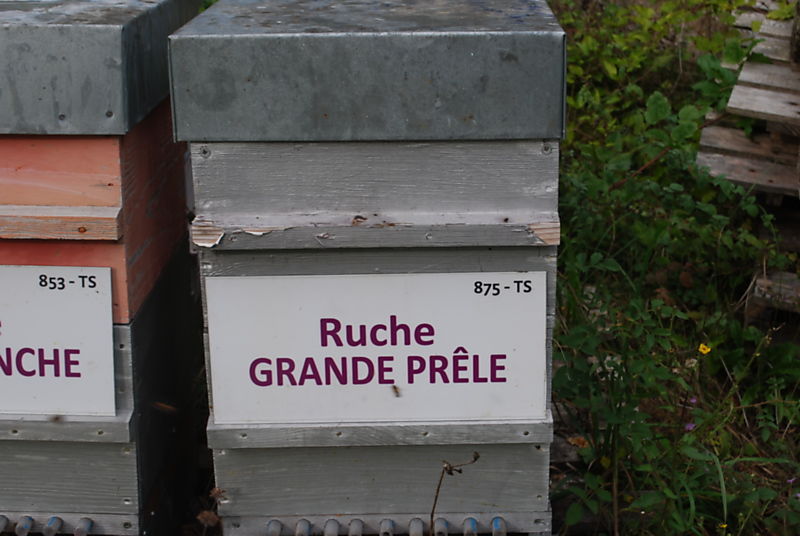 853 - TS
NCHE
875 - TS
Ruche
GRANDE PRÊLE